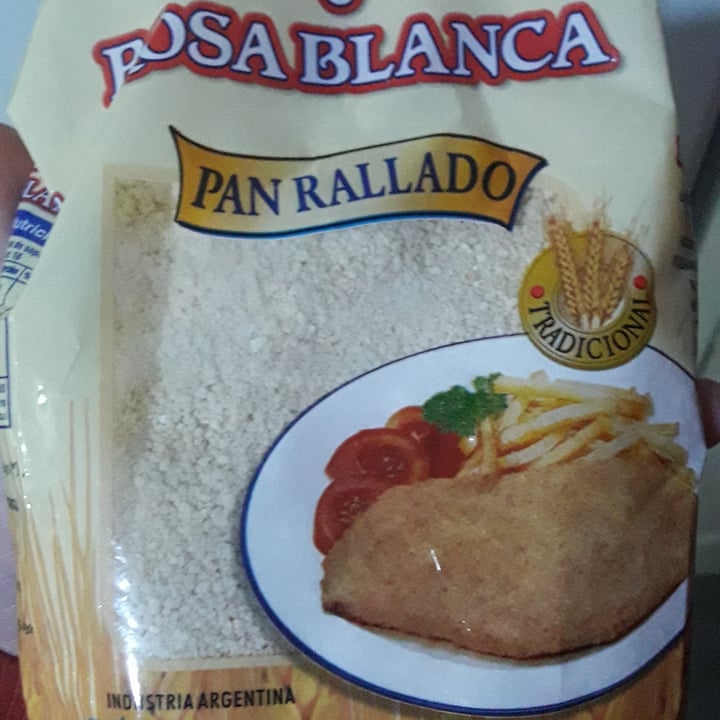 ROSA BLANCA
PAN RALLADO
TRADICIONAL
INDUSTRIA ARGENTINA